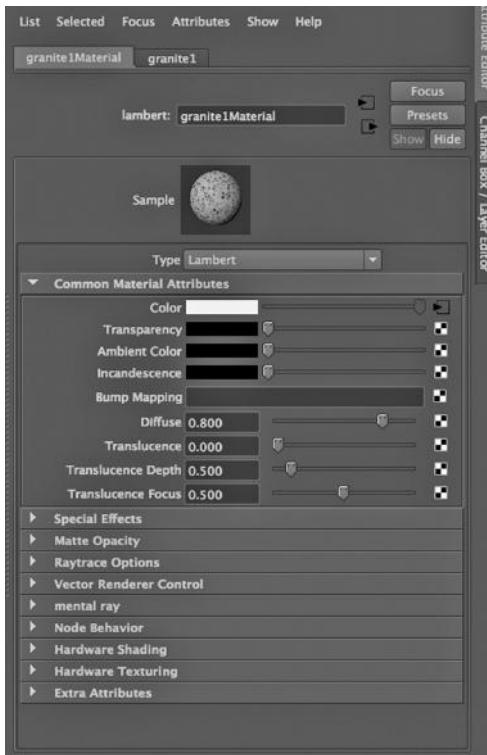 List Selected Focus Attributes Show Help
granite1Material granite1
Focus
lambert: granite1Material Presets
Show Hide
Sample
Type Lambert
Common Material Attributes
Color
Transparency
Ambient Color
Incandescence
Bump Mapping
Diffuse 0.800
Translucence 0.000
Translucence Depth 0.500
Translucence Focus 0.500
Special Effects
Matte Opacity
Raytrace Options
Vector Renderer Control
mental ray
Node Behavior
Hardware Shading
Hardware Texturing
Extra Attributes
Attribute Editor
Channel Box / Layer Editor